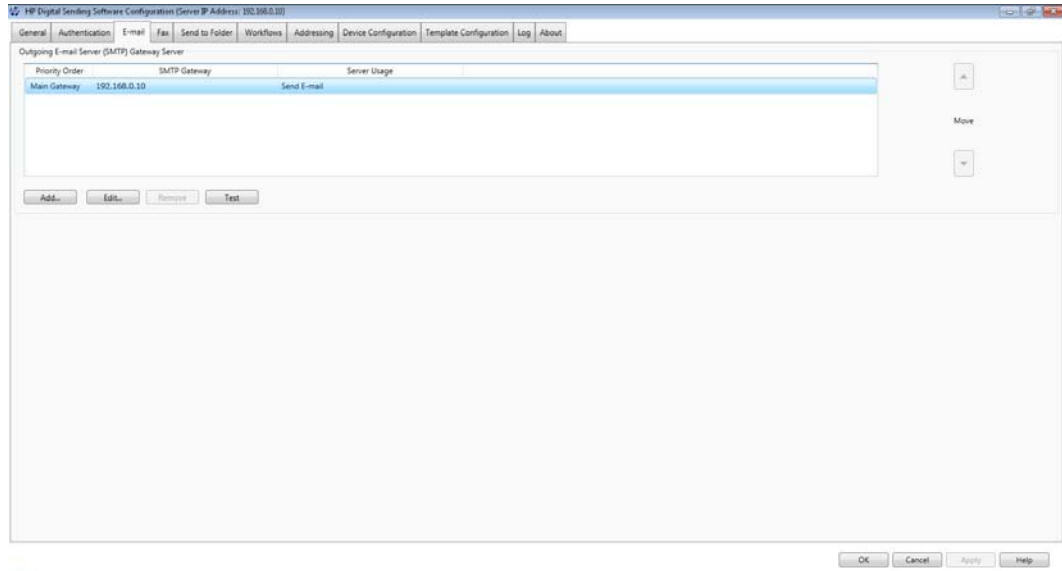 HP Digital Sending Software Configuration (Server IP Address: 192.168.0.10)
General Authentication E-mail Fax Send to Folder Workflows Addressing Device Configuration Template Configuration Log About
Outgoing E-mail Server (SMTP) Gateway Server
Priority Order SMTP Gateway Server Usage
Main Gateway 192.168.0.10 Send E-mail
Move
Add... Edit... Remove Test
OK Cancel Apply Help